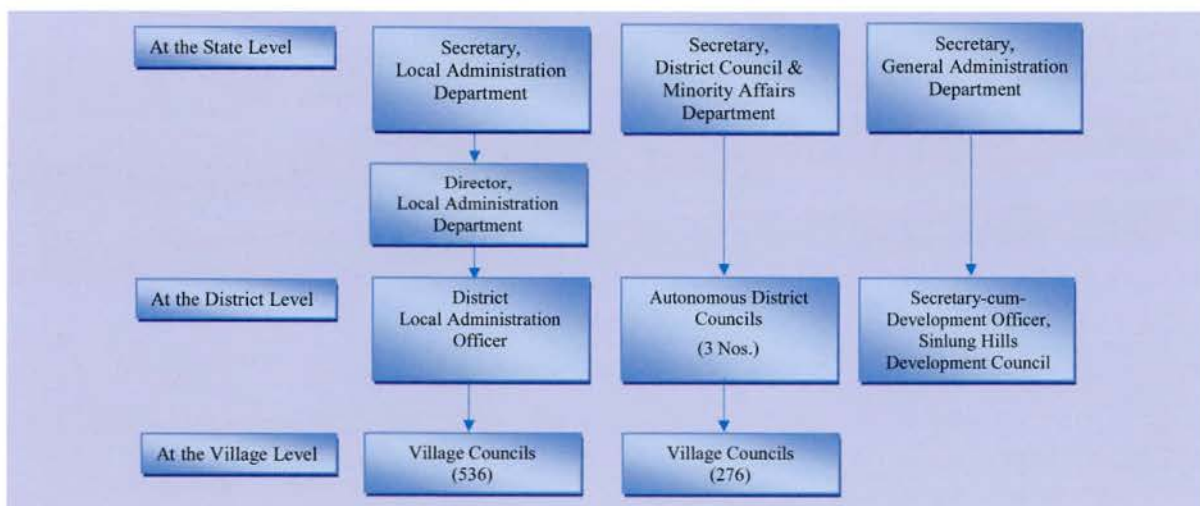 At the State Level
Secretary,
Local Administration
Department
Secretary,
District Council &
Minority Affairs
Department
Secretary,
General Administration
Department
Director,
Local Administration
Department
At the District Level
District
Local Administration
Officer
Autonomous District
Councils
(3 Nos.)
Secretary-cum-
Development Officer,
Sinlung Hills
Development Council
At the Village Level
Village Councils
(536)
Village Councils
(276)